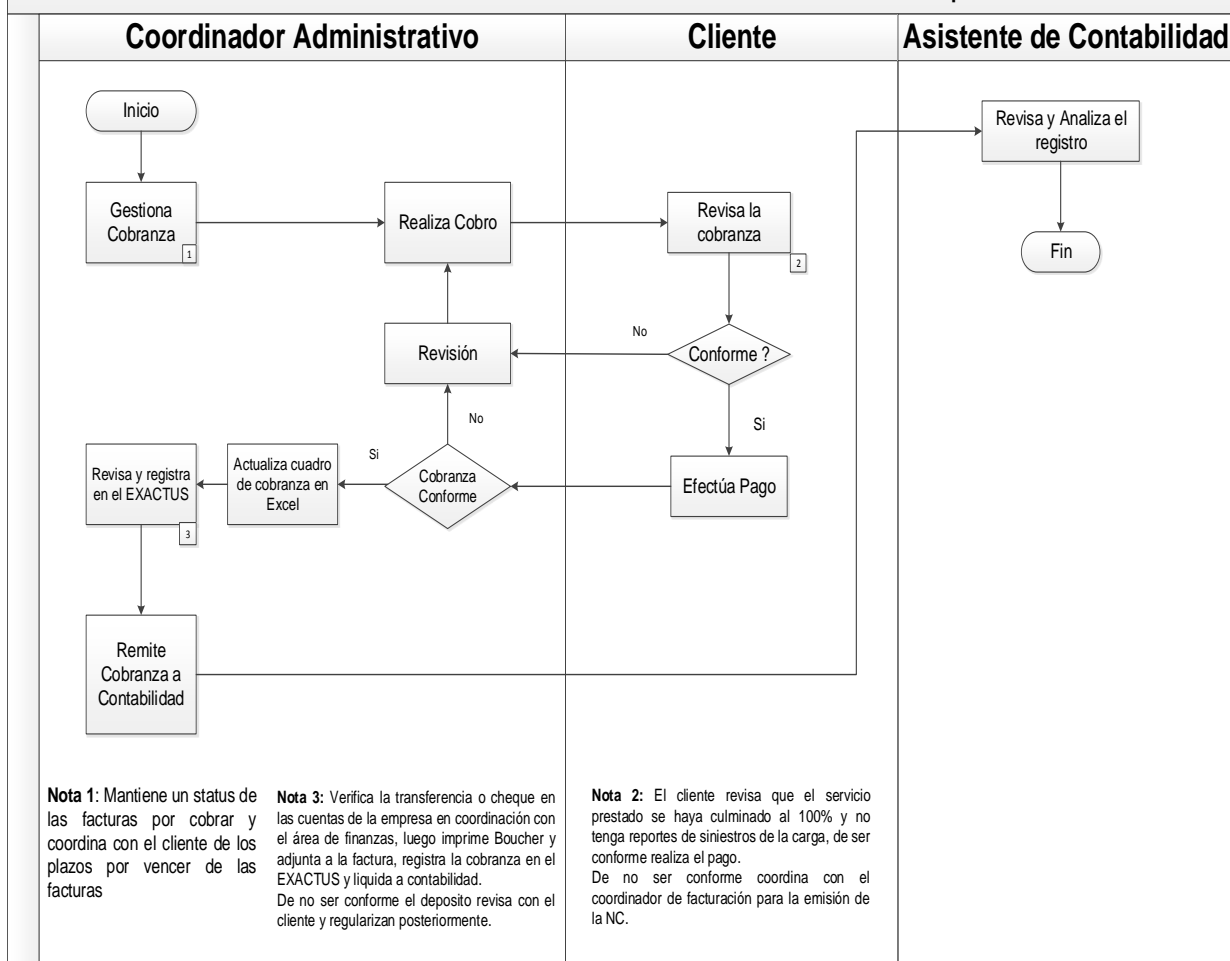 Coordinador Administrativo
Cliente
Asistente de Contabilidad
Inicio
Gestiona
Cobranza
1
Realiza Cobro
Revisa la
cobranza
2
Revisa y Analiza el
registro
Fin
Revisión
No
Conforme ?
No
Si
Revisa y registra
en el EXACTUS
3
Actualiza cuadro
de cobranza en
Excel
Si
Cobranza
Conforme
Efectúa Pago
Remite
Cobranza a
Contabilidad
Nota 1: Mantiene un status de
las facturas por cobrar y
coordina con el cliente de los
plazos por vencer de las
facturas
Nota 3: Verifica la transferencia o cheque en
las cuentas de la empresa en coordinación con
el área de finanzas, luego imprime Boucher y
adjunta a la factura, registra la cobranza en el
EXACTUS y liquida a contabilidad.
De no ser conforme el deposito revisa con el
cliente y regularizan posteriormente.
Nota 2: El cliente revisa que el servicio
prestado se haya culminado al 100% y no
tenga reportes de siniestros de la carga, de ser
conforme realiza el pago.
De no ser conforme coordina con el
coordinador de facturación para la emisión de
la NC.